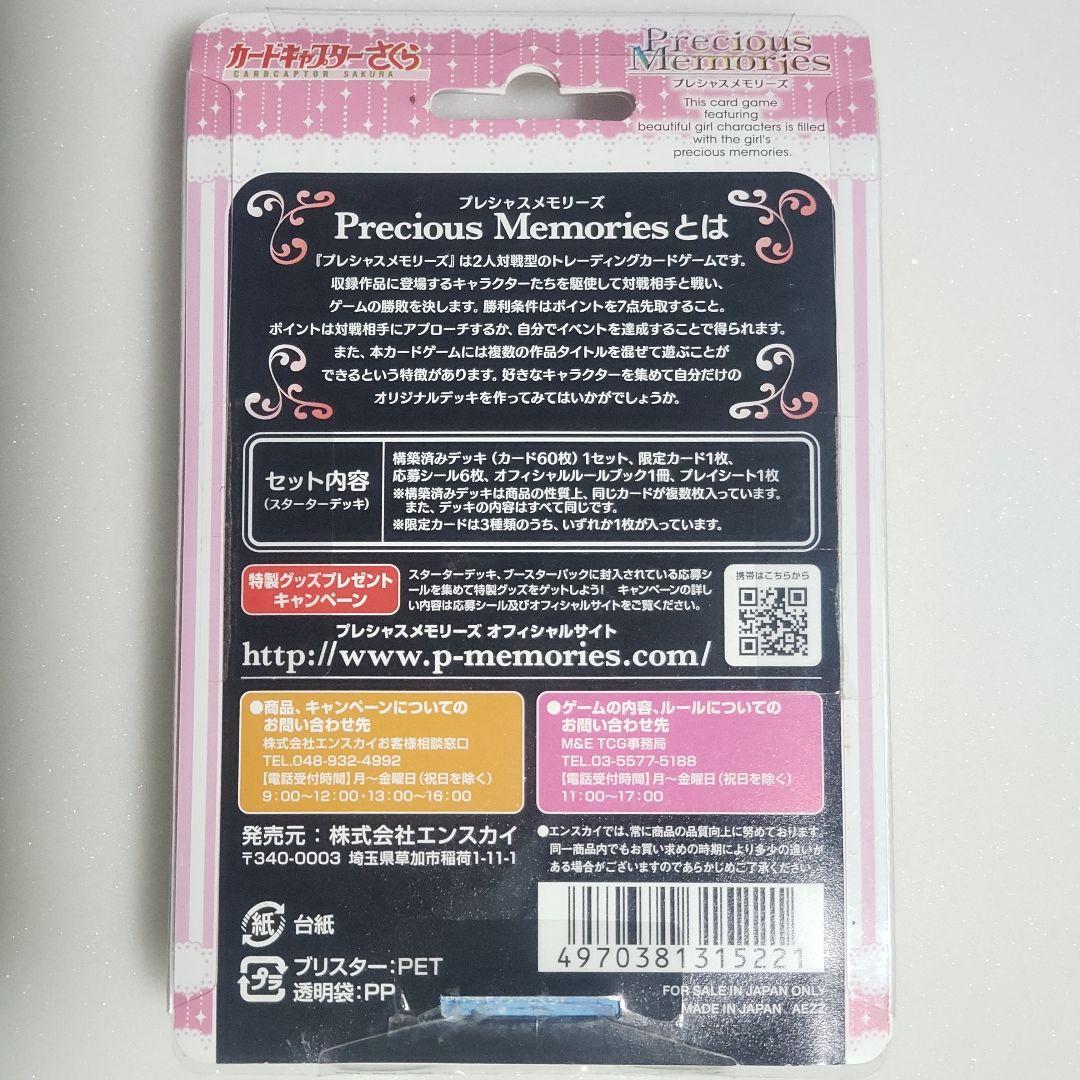 カードキャプターさくら
CARDCAPTOR SAKURA
Precious
Memories
プレシャスメモリーズ
This card game
featuring
beautiful girl characters is filled
with the girl's
precious memories.
プレシャスメモリーズ
Precious Memoriesとは
『プレシャスメモリーズ』は2人対戦型のトレーディングカードゲームです。
収録作品に登場するキャラクターたちを駆使して対戦相手と戦い、
ゲームの勝敗を決します。勝利条件はポイントを7点先取すること。
ポイントは対戦相手にアプローチするか、自分でイベントを達成することで得られます。
また、本カードゲームには複数の作品タイトルを混ぜて遊ぶことが
できるという特徴があります。好きなキャラクターを集めて自分だけの
オリジナルデッキを作ってみてはいかがでしょうか。
セット内容
(スターターデッキ)
構築済みデッキ(カード60枚)1セット、限定カード1枚、
応募シール6枚、オフィシャルルールブック1冊、プレイシート1枚
※構築済みデッキは商品の性質上、同じカードが複数枚入っています。
また、デッキの内容はすべて同じです。
※限定カードは3種類のうち、いずれか1枚が入っています。
特製グッズプレゼント
キャンペーン
スターターデッキ、ブースターパックに封入されている応募シ
ールを集めて特製グッズをゲットしよう! キャンペーンの詳し
い内容は応募シール及びオフィシャルサイトをご覧ください。
携帯はこちらから
プレシャスメモリーズ オフィシャルサイト
http://www.p-memories.com/
●商品、キャンペーンについての
お問い合わせ先
株式会社エンスカイお客様相談窓口
TEL.048-932-4992
【電話受付時間】月〜金曜日(祝日を除く)
9:00〜12:00・13:00〜16:00
●ゲームの内容、ルールについての
お問い合わせ先
M&E TCG事務局
TEL.03-5577-5188
【電話受付時間】月〜金曜日(祝日を除く)
11:00〜17:00
発売元:株式会社エンスカイ
〒340-0003 埼玉県草加市稲荷1-11-1
●エンスカイでは、常に商品の品質向上に努めております。
同一商品内でもお買い求めの時期により多少の違いが
ある場合がございますのであらかじめご了承ください。
紙 台紙
プラ ブリスター:PET
透明袋:PP
4970381315221
FOR SALE IN JAPAN ONLY
MADE IN JAPAN AEZZ